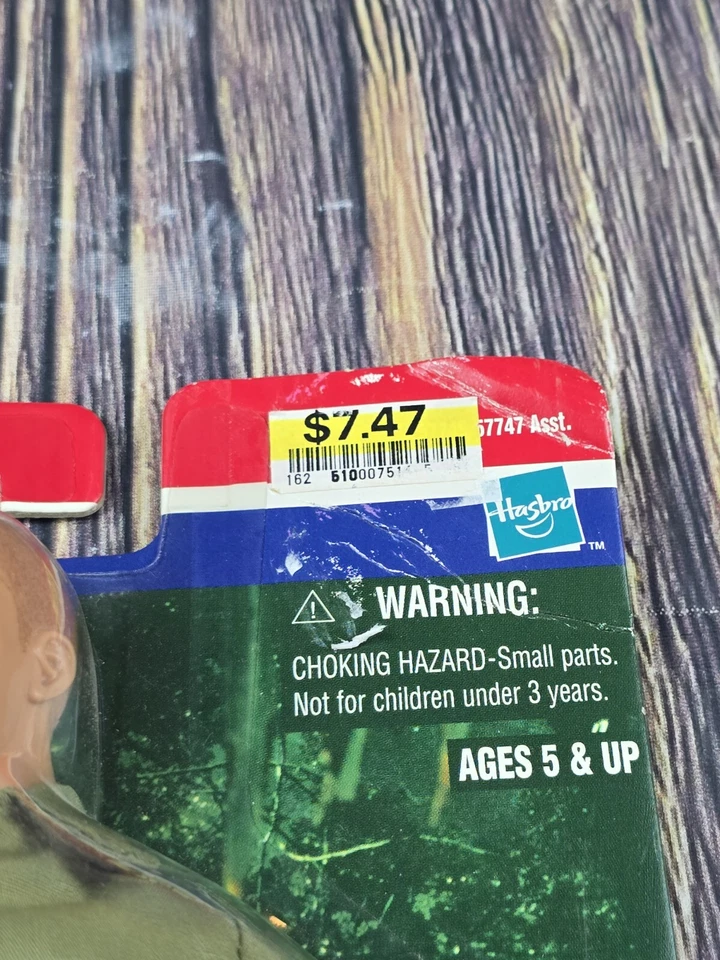 $7.47
57747 Asst.
162
Hasbro
TM
WARNING:
CHOKING HAZARD-Small parts.
Not for children under 3 years.
AGES 5 & UP